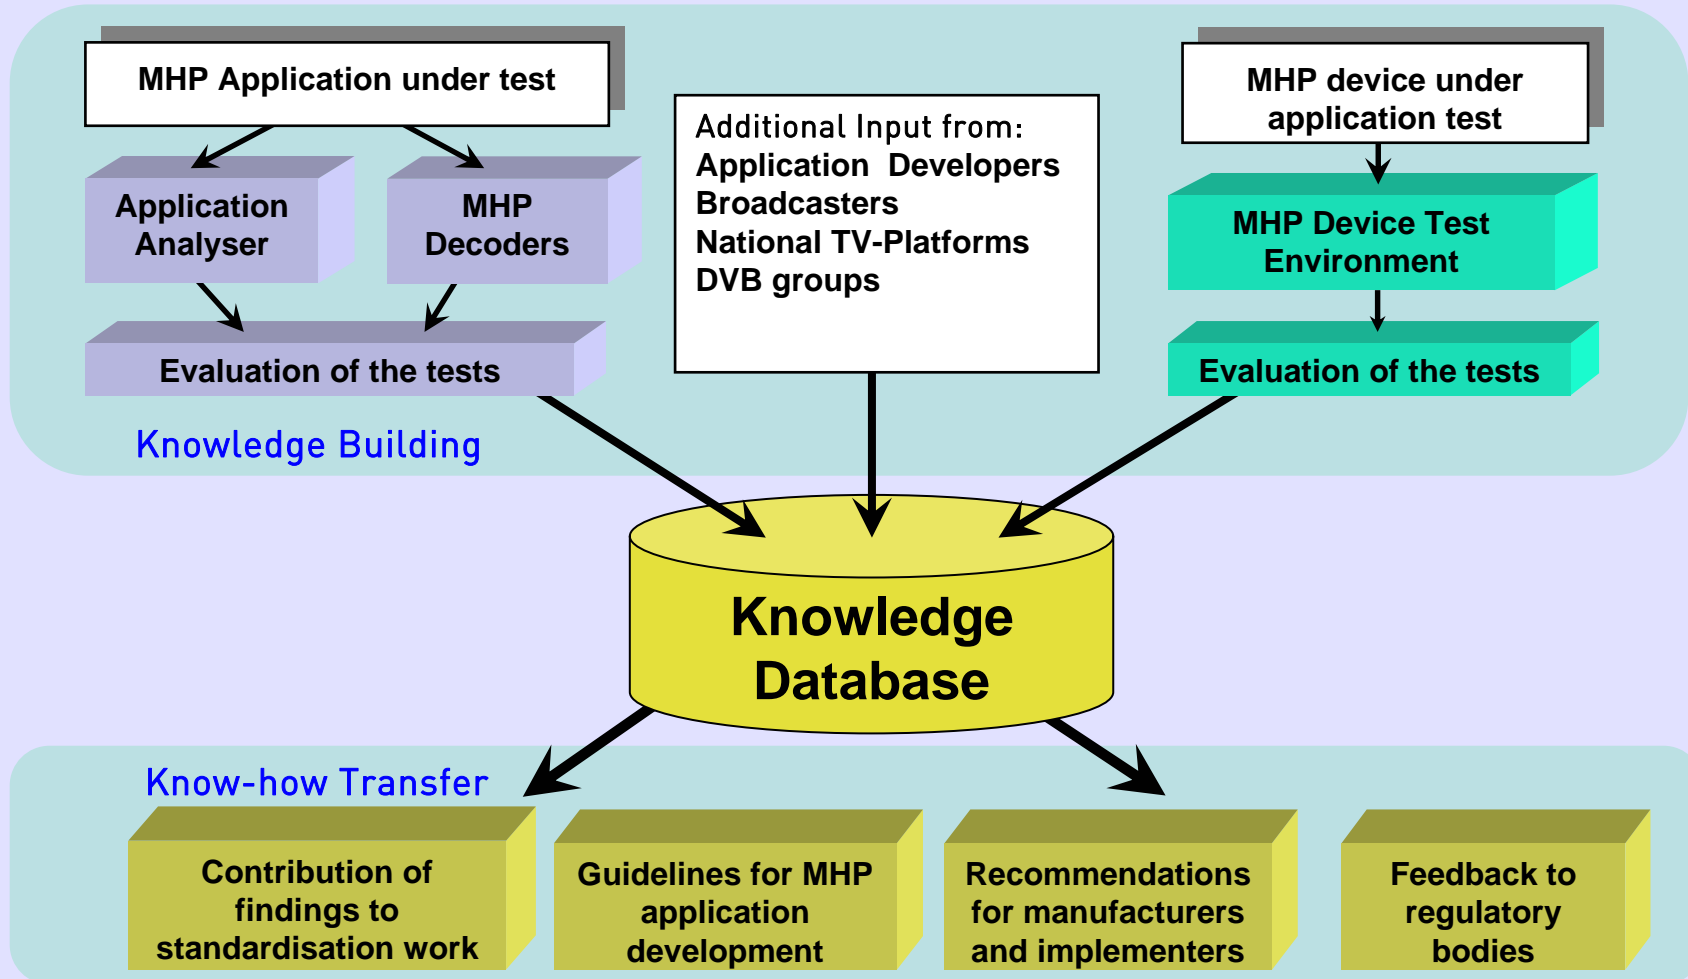 MHP Application under test
Application
Analyser
MHP
Decoders
Evaluation of the tests
Additional Input from:
Application Developers
Broadcasters
National TV-Platforms
DVB groups
MHP device under
application test
MHP Device Test
Environment
Evaluation of the tests
Knowledge Building
Knowledge
Database
Know-how Transfer
Contribution of
findings to
standardisation work
Guidelines for MHP
application
development
Recommendations
for manufacturers
and implementers
Feedback to
regulatory
bodies